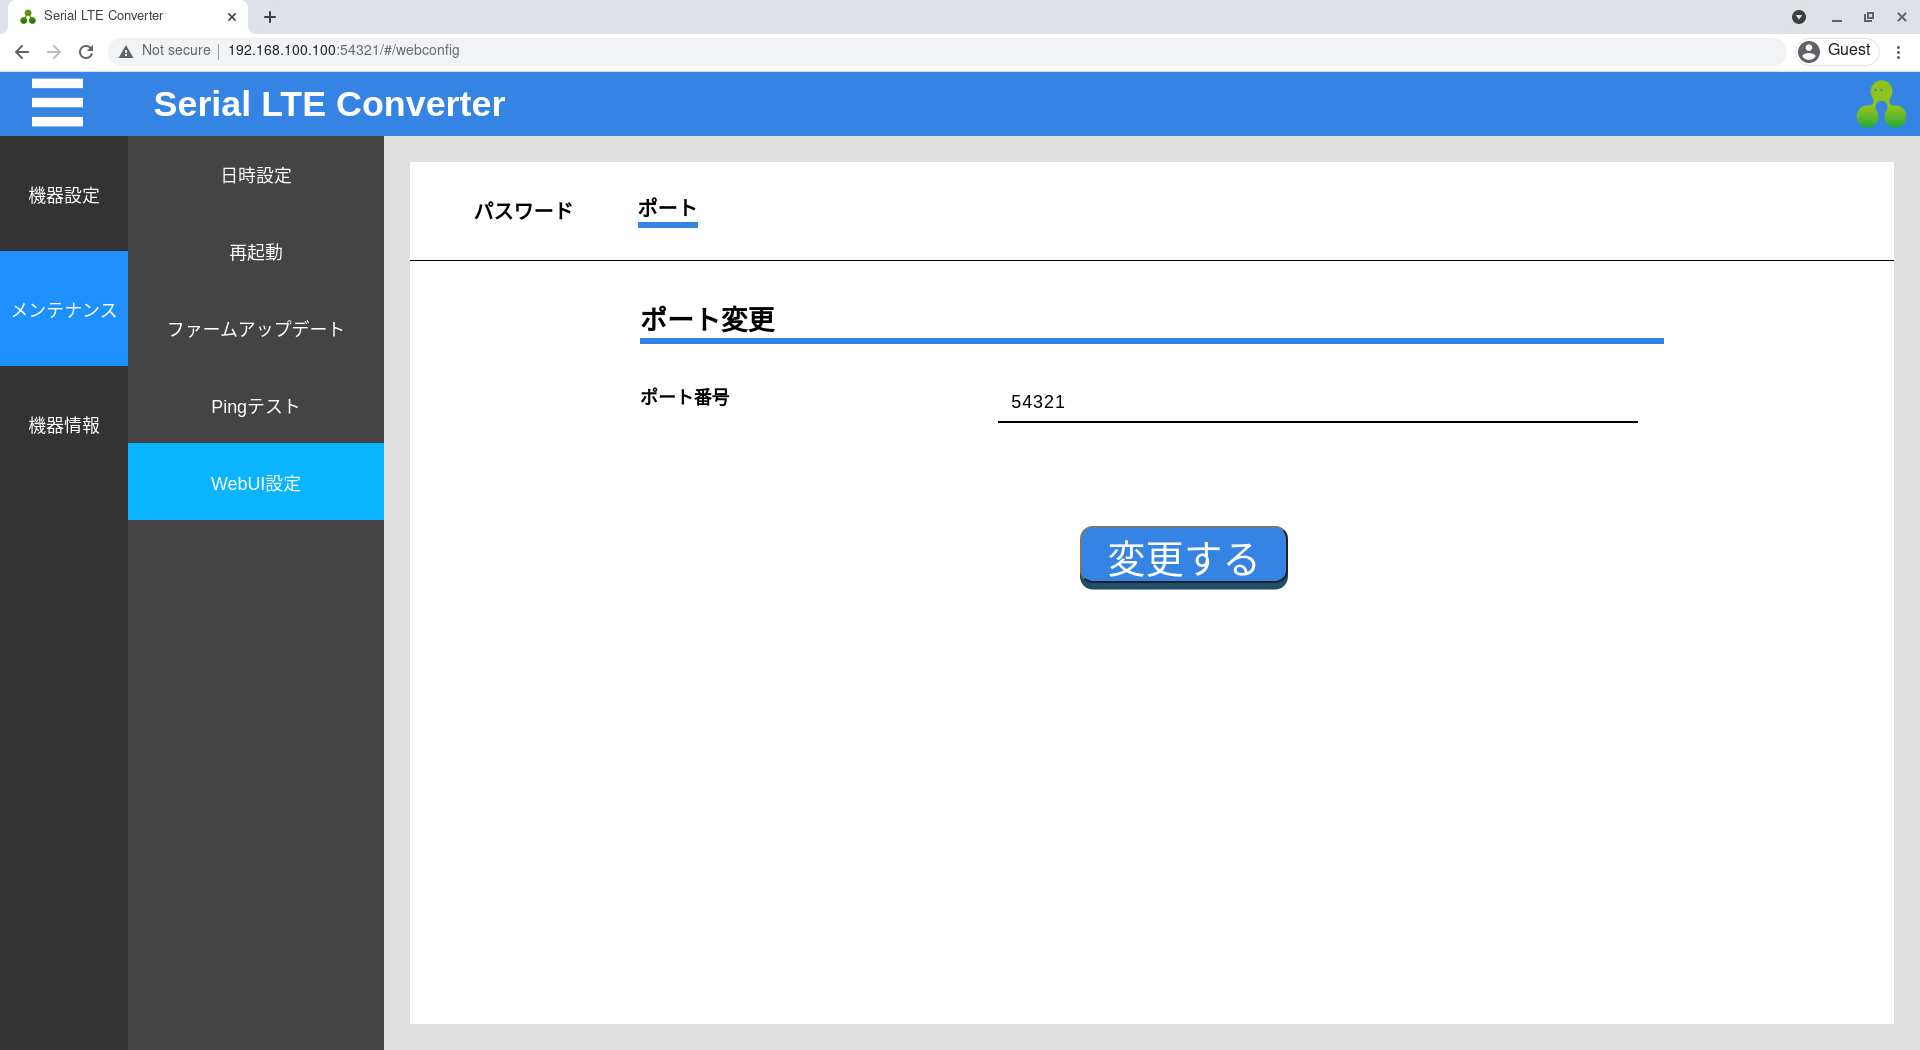 Serial LTE Converter
Not secure
192.168.100.100:54321/#/webconfig
Guest
Serial LTE Converter
機器設定
メンテナンス
機器情報
日時設定
再起動
ファームアップデート
Pingテスト
WebUI設定
パスワード
ポート
ポート変更
ポート番号
54321
変更する